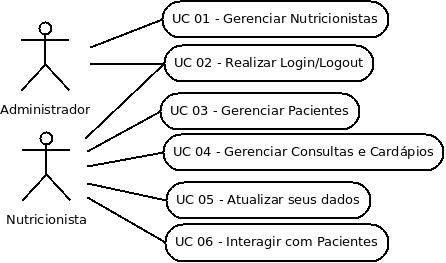 UC 01 - Gerenciar Nutricionistas
UC 02 - Realizar Login/Logout
Administrador
UC 03 - Gerenciar Pacientes
UC 04 - Gerenciar Consultas e Cardápios
UC 05 - Atualizar seus dados
Nutricionista
UC 06 - Interagir com Pacientes